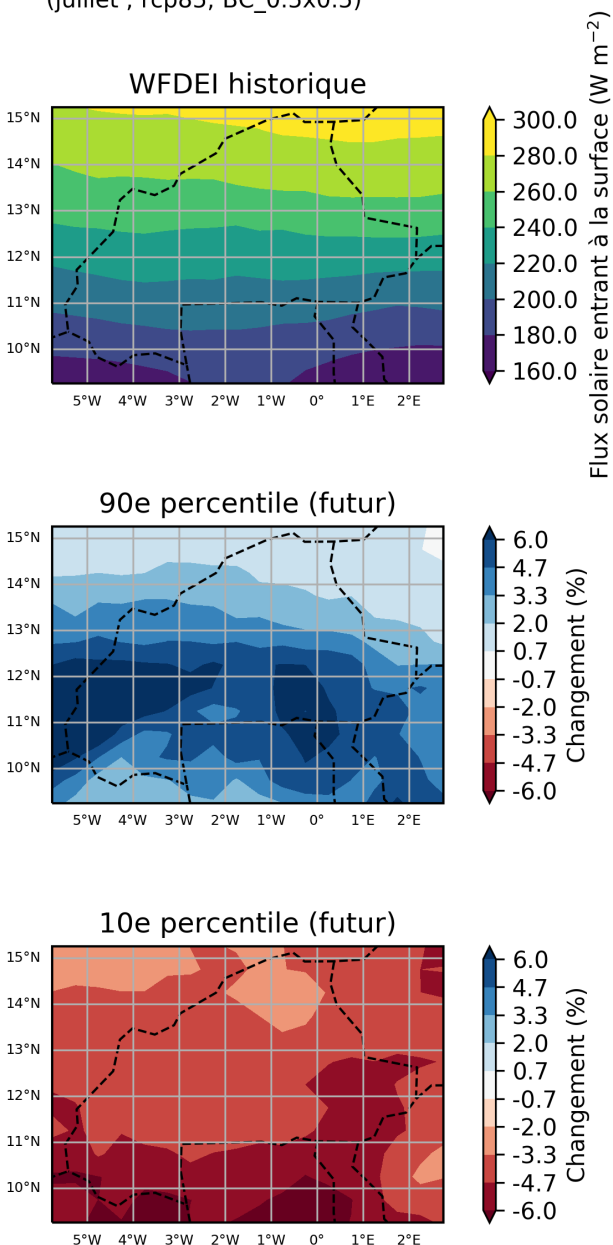 (juillet , rcp85, BC_0.5x0.5)
WFDEI historique
15°N
14°N
13°N
12°N
11°N
10°N
5°W 4°W 3°W 2°W 1°W 0° 1°E 2°E
300.0
280.0
260.0
240.0
220.0
200.0
180.0
160.0
Flux solaire entrant à la surface (W m⁻²)
90e percentile (futur)
15°N
14°N
13°N
12°N
11°N
10°N
5°W 4°W 3°W 2°W 1°W 0° 1°E 2°E
6.0
4.7
3.3
2.0
0.7
-0.7
-2.0
-3.3
-4.7
-6.0
Changement (%)
10e percentile (futur)
15°N
14°N
13°N
12°N
11°N
10°N
5°W 4°W 3°W 2°W 1°W 0° 1°E 2°E
6.0
4.7
3.3
2.0
0.7
-0.7
-2.0
-3.3
-4.7
-6.0
Changement (%)